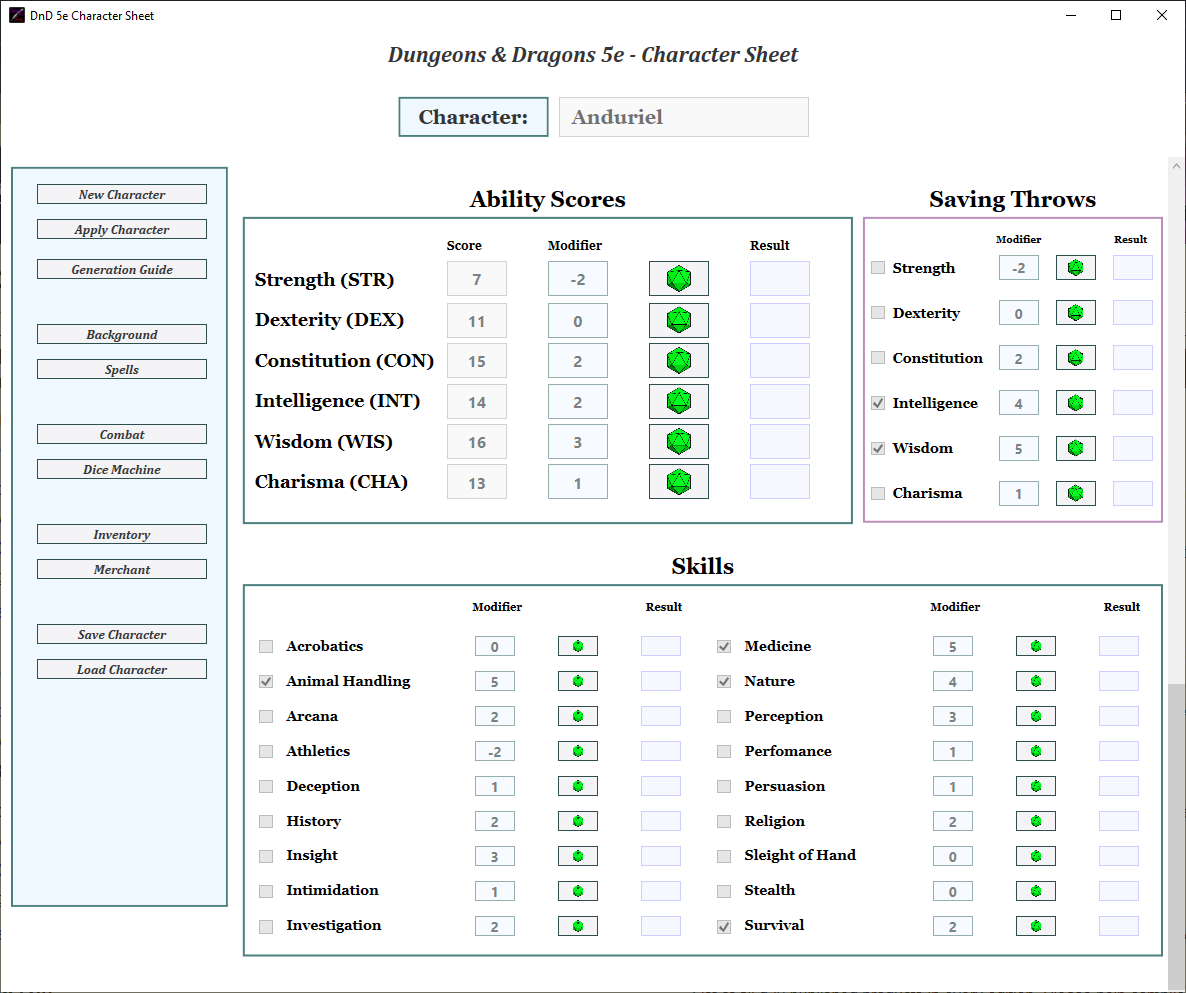 DnD 5e Character Sheet
Dungeons & Dragons 5e - Character Sheet
Character: Anduriel
New Character
Apply Character
Generation Guide
Background
Spells
Combat
Dice Machine
Inventory
Merchant
Save Character
Load Character
Ability Scores
Score Modifier Result
Strength (STR) 7 -2
Dexterity (DEX) 11 0
Constitution (CON) 15 2
Intelligence (INT) 14 2
Wisdom (WIS) 16 3
Charisma (CHA) 13 1
Saving Throws
Modifier Result
Strength -2
Dexterity 0
Constitution 2
Intelligence 4
Wisdom 5
Charisma 1
Skills
Modifier Result Modifier Result
Acrobatics 0 Medicine 5
Animal Handling 5 Nature 4
Arcana 2 Perception 3
Athletics -2 Perfomance 1
Deception 1 Persuasion 1
History 2 Religion 2
Insight 3 Sleight of Hand 0
Intimidation 1 Stealth 0
Investigation 2 Survival 2